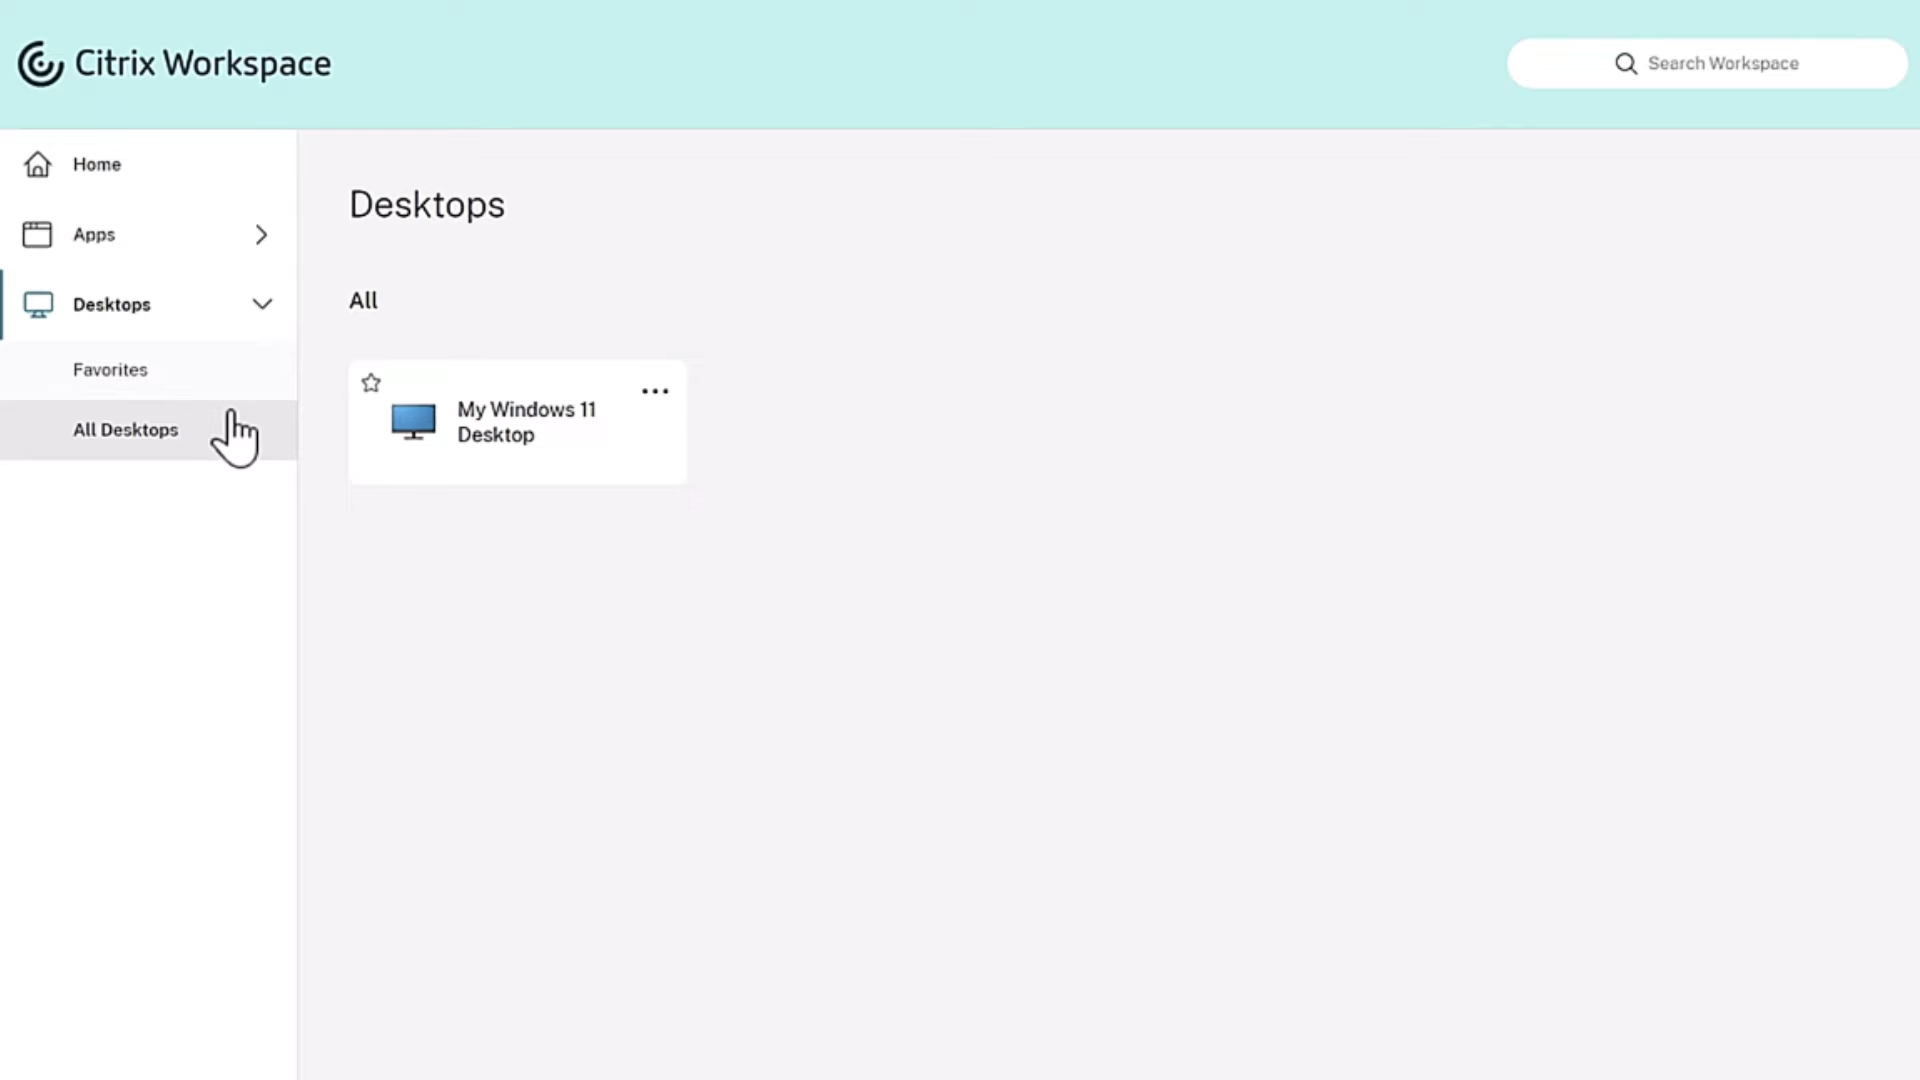 Citrix Workspace
Search Workspace
Home
Apps
Desktops
Favorites
All Desktops
Desktops
All
My Windows 11
Desktop